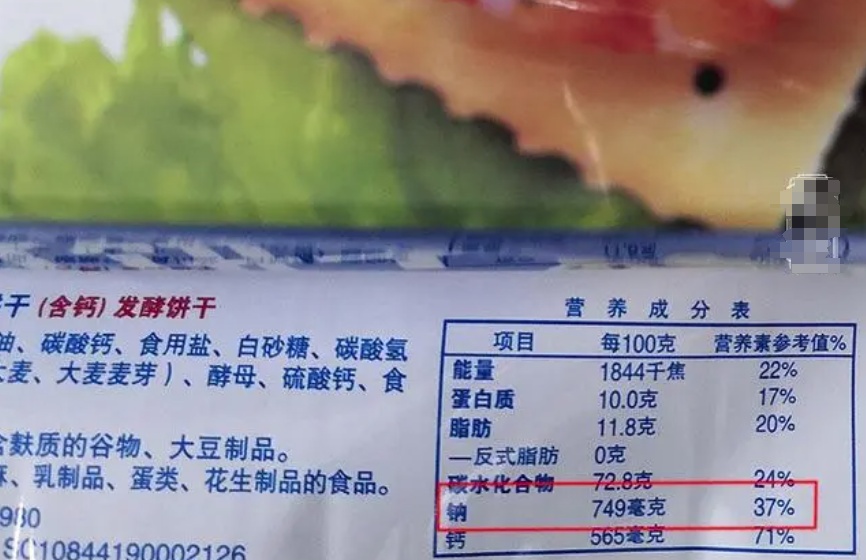 干 (含钙) 发酵饼干
油、碳酸钙、食用盐、白砂糖、碳酸氢
大麦、大麦麦芽)、酵母、硫酸钙、食
含麸质的谷物、大豆制品。
、乳制品、蛋类、花生制品的食品。
980
SC10844190002126
营养成分表
项目 每100克 营养素参考值%
能量 1844千焦 22%
蛋白质 10.0克 17%
脂肪 11.8克 20%
—反式脂肪 0克
碳水化合物 72.8克 24%
钠 749毫克 37%
钙 565毫克 71%